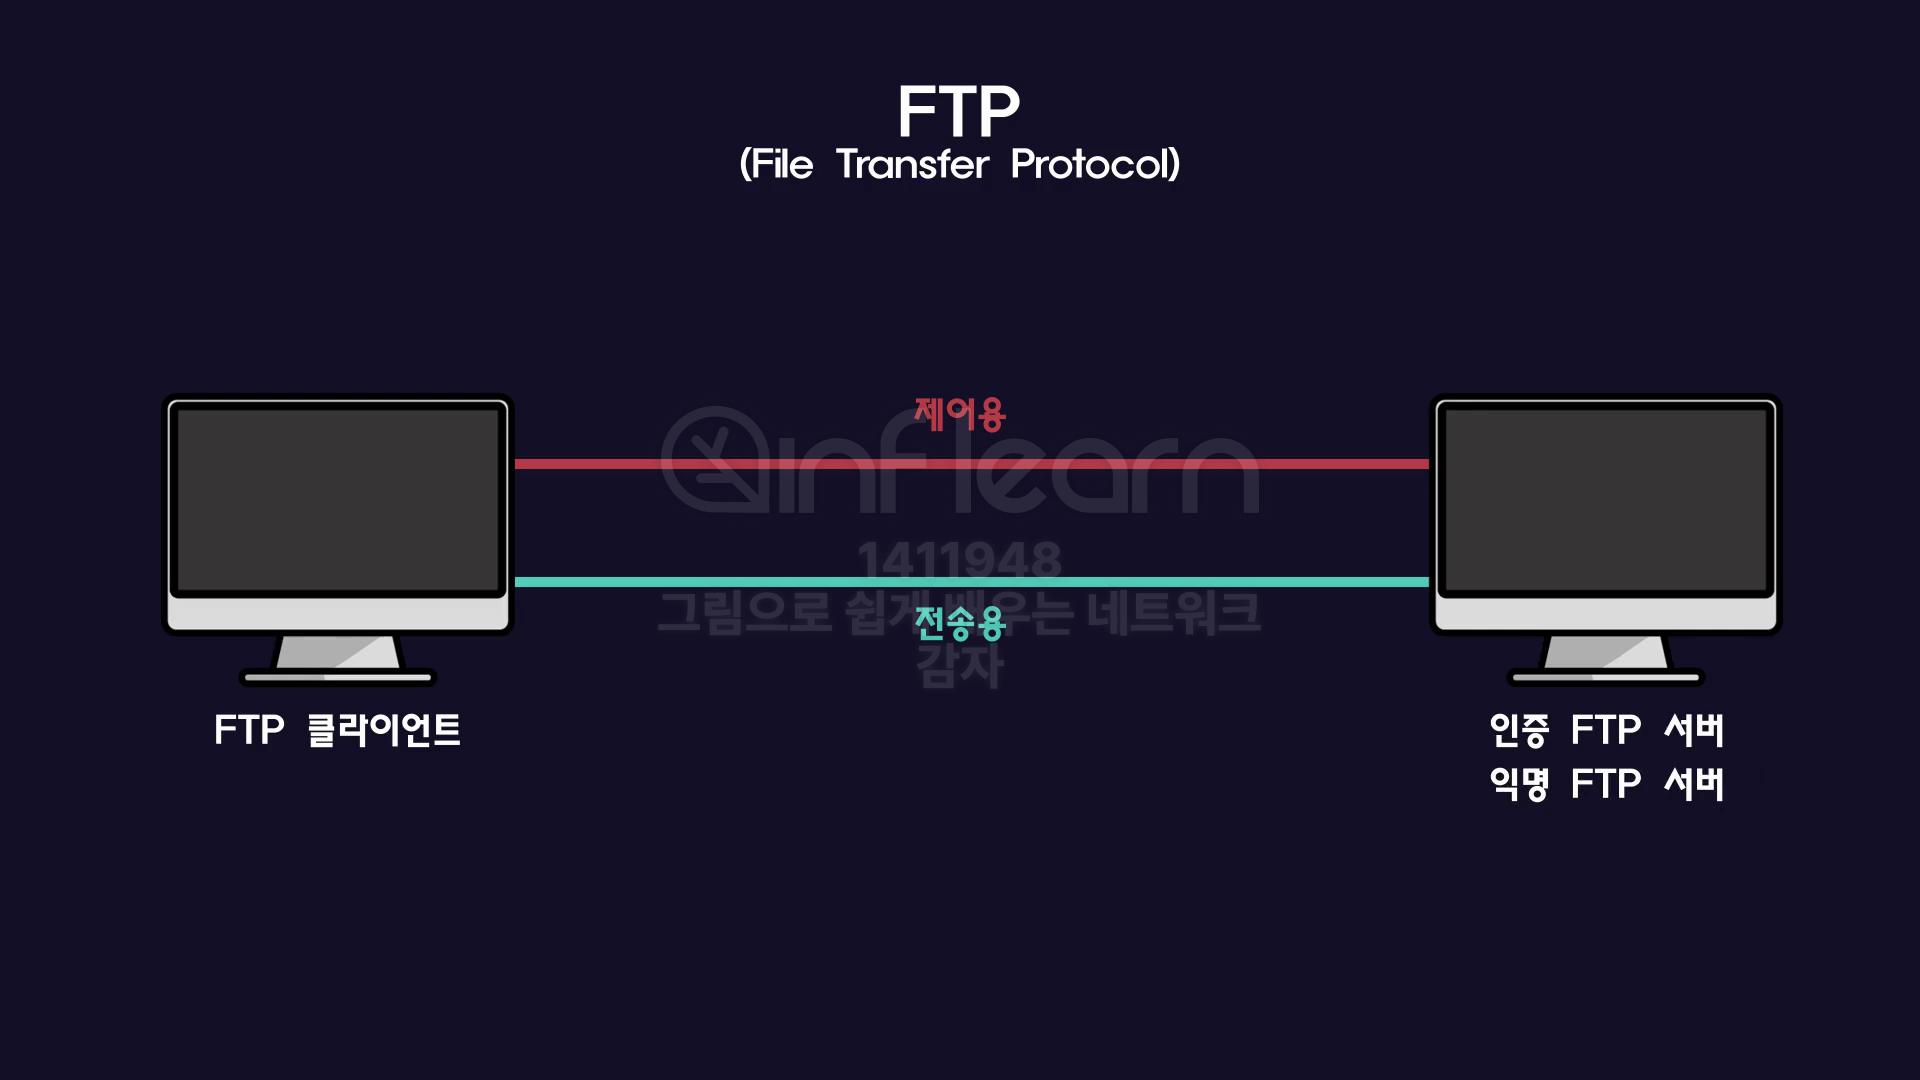 FTP
(File Transfer Protocol)
제어용
inflearn
1411948
그림으로 쉽게 배우는 네트워크
전송용
감자
FTP 클라이언트
인증 FTP 서버
익명 FTP 서버